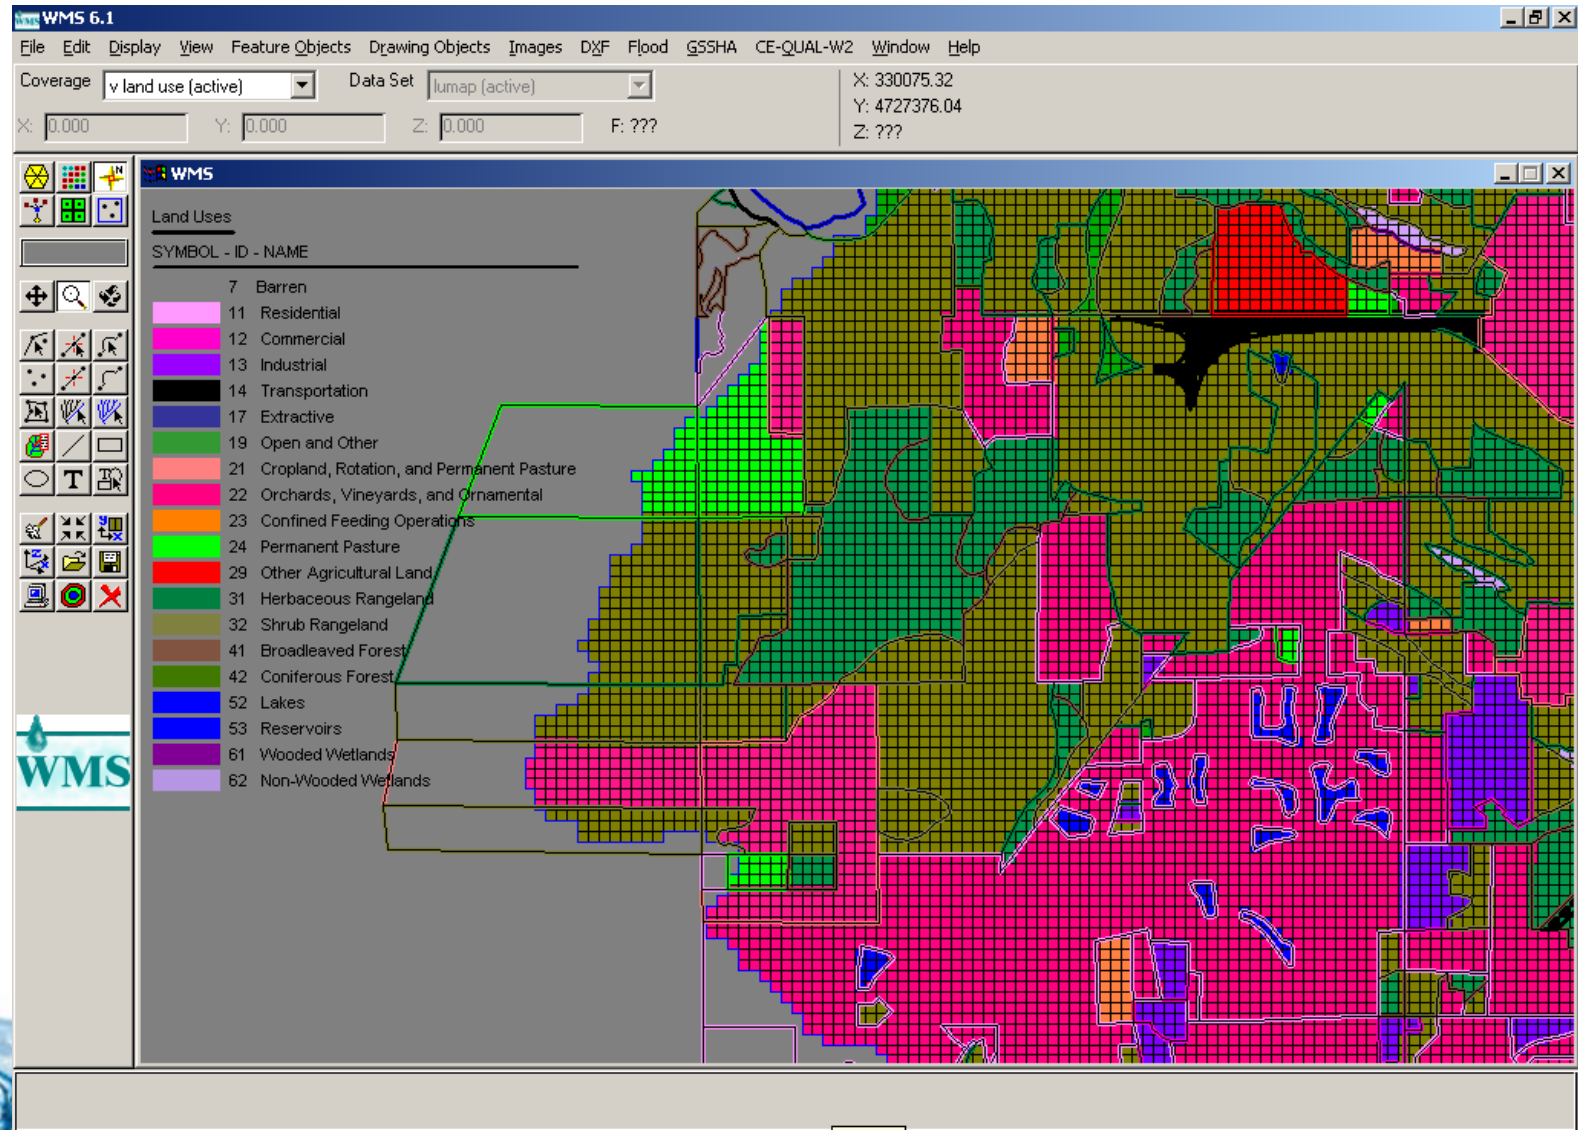 WMS 6.1
File Edit Display View Feature Objects Drawing Objects Images DXF Flood GSSHA CE-QUAL-W2 Window Help
Coverage v land use (active) Data Set lumap (active) X: 330075.32
Y: 4727376.04
X: 0.000 Y: 0.000 Z: 0.000 F: ??? Z: ???
WMS
Land Uses
SYMBOL - ID - NAME
7 Barren
11 Residential
12 Commercial
13 Industrial
14 Transportation
17 Extractive
19 Open and Other
21 Cropland, Rotation, and Permanent Pasture
22 Orchards, Vineyards, and Ornamental
23 Confined Feeding Operations
24 Permanent Pasture
29 Other Agricultural Land
31 Herbaceous Rangeland
32 Shrub Rangeland
41 Broadleaved Forest
42 Coniferous Forest
52 Lakes
53 Reservoirs
61 Wooded Wetlands
62 Non-Wooded Wetlands
T
WMS